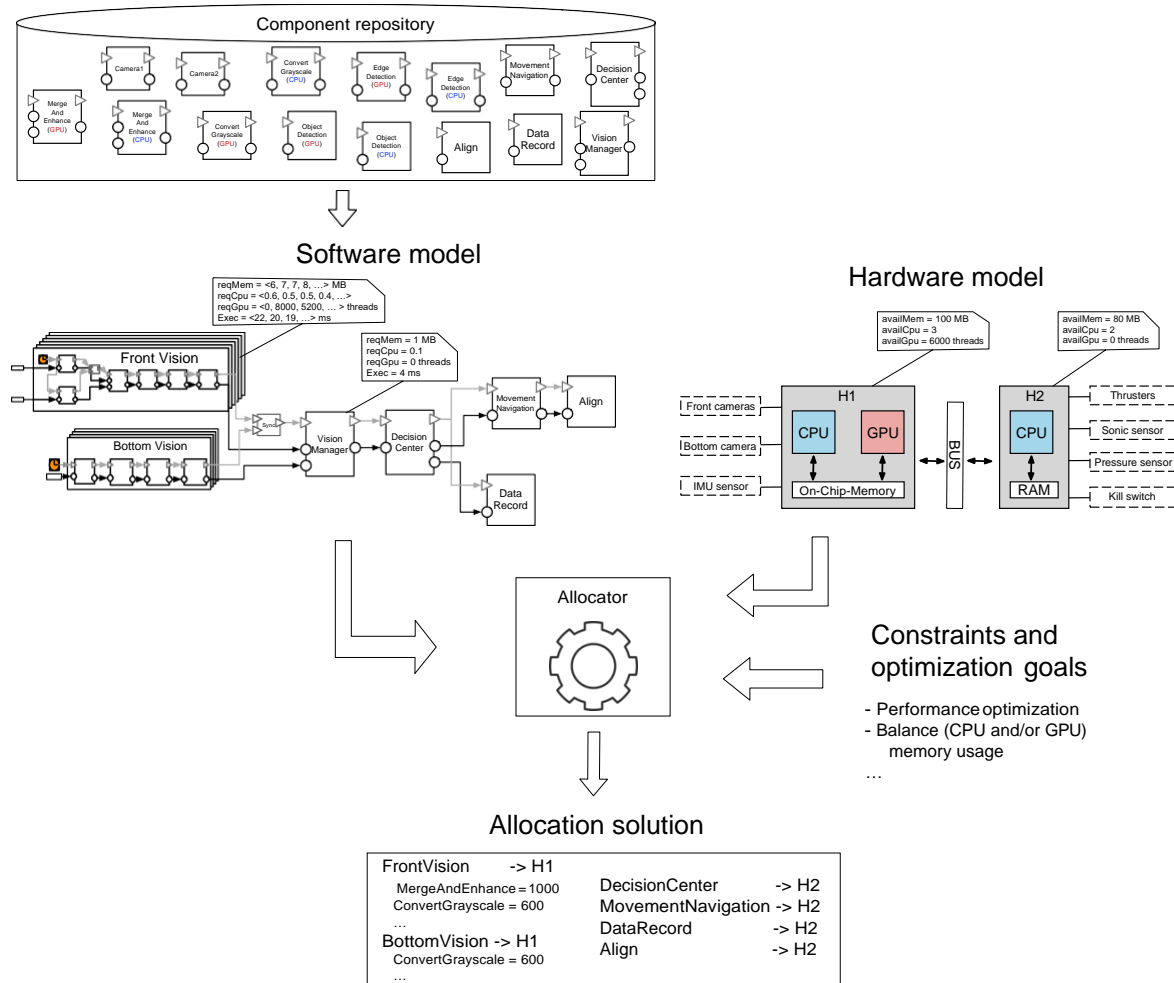 Component repository
Camera1
Camera2
Convert
Grayscale
(CPU)
Edge
Detection
(GPU)
Edge
Detection
(CPU)
Movement
Navigation
Decision
Center
Merge
And
Enhance
(GPU)
Merge
And
Enhance
(CPU)
Convert
Grayscale
(GPU)
Object
Detection
(GPU)
Object
Detection
(CPU)
Align
Data
Record
Vision
Manager
Software model
reqMem = <6, 7, 7, 8, …> MB
reqCpu = <0.6, 0.5, 0.5, 0.4, …>
reqGpu = <0, 8000, 5200, … > threads
Exec = <22, 20, 19, …> ms
reqMem = 1 MB
reqCpu = 0.1
reqGpu = 0 threads
Exec = 4 ms
Front Vision
Bottom Vision
Sync
Vision
Manager
Decision
Center
Movement
Navigation
Align
Data
Record
Hardware model
availMem = 100 MB
availCpu = 3
availGpu = 6000 threads
availMem = 80 MB
availCpu = 2
availGpu = 0 threads
Front cameras
Bottom camera
IMU sensor
H1
CPU
GPU
On-Chip-Memory
BUS
H2
CPU
RAM
Thrusters
Sonic sensor
Pressure sensor
Kill switch
Allocator
Constraints and
optimization goals
- Performance optimization
- Balance (CPU and/or GPU)
memory usage
…
Allocation solution
FrontVision -> H1
MergeAndEnhance = 1000
ConvertGrayscale = 600
…
BottomVision -> H1
ConvertGrayscale = 600
…
DecisionCenter -> H2
MovementNavigation -> H2
DataRecord -> H2
Align -> H2